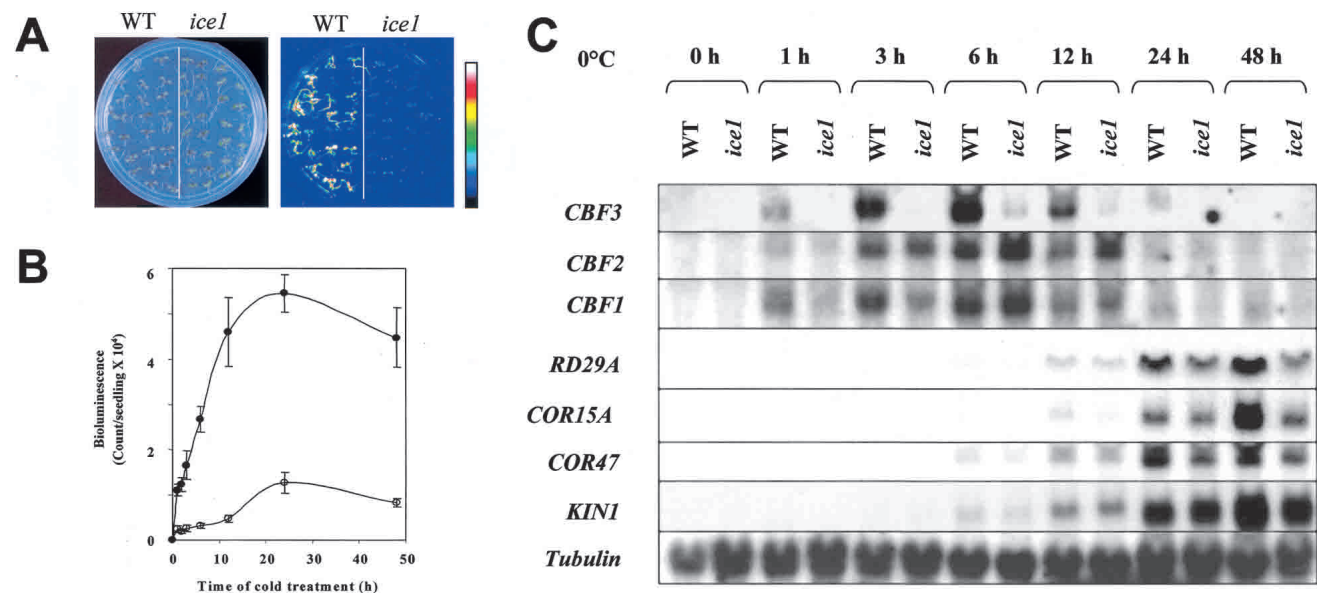 A
WT ice1 WT ice1
B
Bioluminescence
(Count/seedling X 10⁴)
6
4
2
0
0 10 20 30 40 50
Time of cold treatment (h)
C
0°C 0 h 1 h 3 h 6 h 12 h 24 h 48 h
WT ice1 WT ice1 WT ice1 WT ice1 WT ice1 WT ice1 WT ice1
CBF3
CBF2
CBF1
RD29A
COR15A
COR47
KIN1
Tubulin